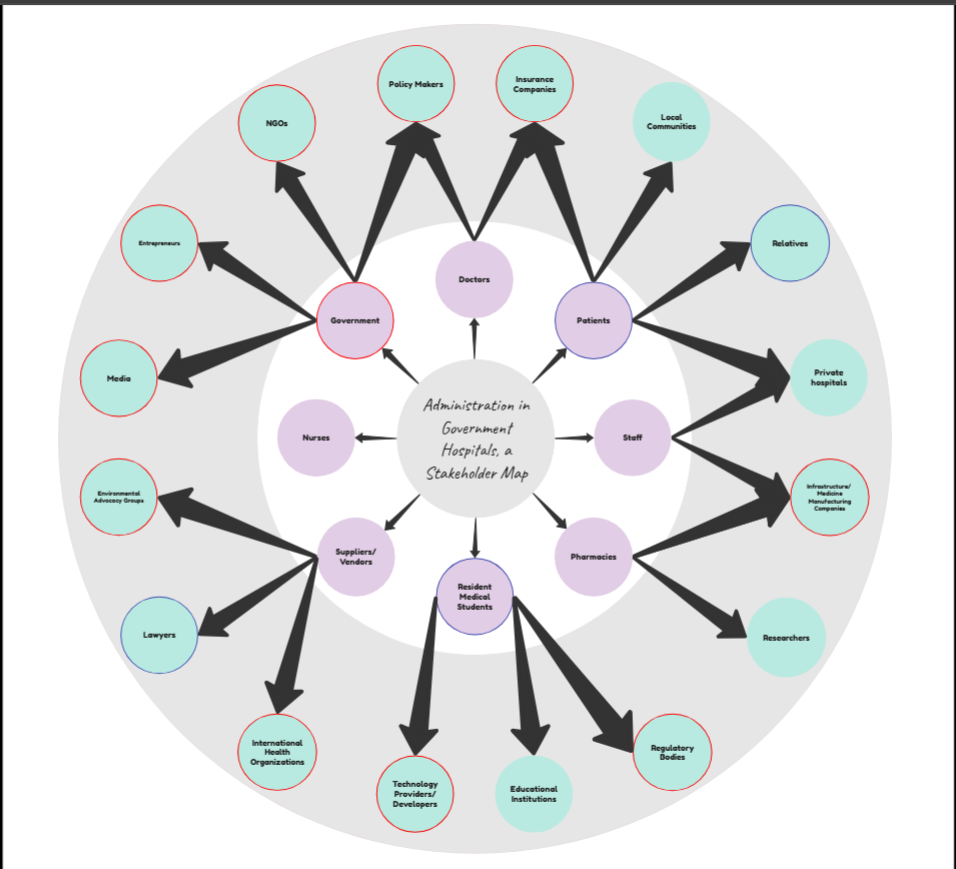 Policy Makers
Insurance
Companies
NGOs
Local
Communities
Entrepreneurs
Relatives
Doctors
Government
Patients
Media
Private
hospitals
Administration in
Government
Hospitals, a
Stakeholder Map
Nurses
Staff
Environmental
Advocacy Groups
Infrastructure/
Medicine
Manufacturing
Companies
Suppliers/
Vendors
Pharmacies
Resident
Medical
Students
Lawyers
Researchers
International
Health
Organizations
Regulatory
Bodies
Technology
Providers/
Developers
Educational
Institutions